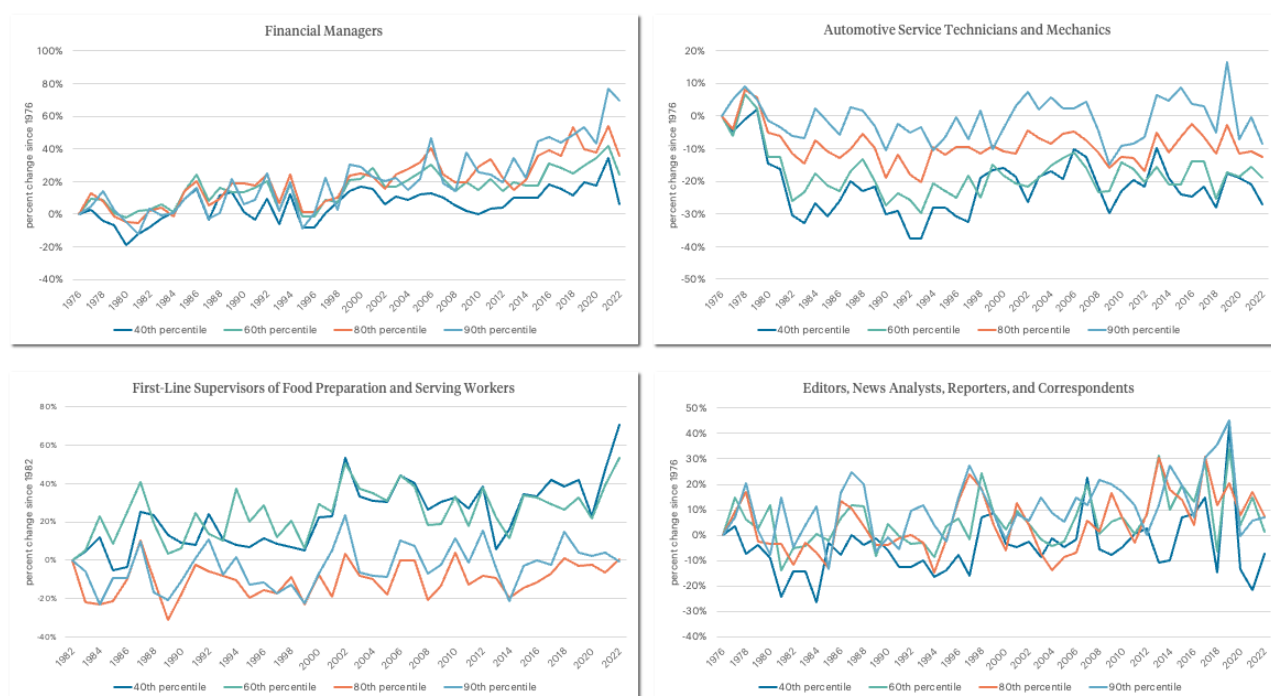 Financial Managers
percent change since 1976
100%
80%
60%
40%
20%
0%
-20%
-40%
1976 1978 1980 1982 1984 1986 1988 1990 1992 1994 1996 1998 2000 2002 2004 2006 2008 2010 2012 2014 2016 2018 2020 2022
40th percentile 60th percentile 80th percentile 90th percentile
Automotive Service Technicians and Mechanics
percent change since 1976
20%
10%
0%
-10%
-20%
-30%
-40%
-50%
1976 1978 1980 1982 1984 1986 1988 1990 1992 1994 1996 1998 2000 2002 2004 2006 2008 2010 2012 2014 2016 2018 2020 2022
40th percentile 60th percentile 80th percentile 90th percentile
First-Line Supervisors of Food Preparation and Serving Workers
percent change since 1982
80%
60%
40%
20%
0%
-20%
-40%
1982 1984 1986 1988 1990 1992 1994 1996 1998 2000 2002 2004 2006 2008 2010 2012 2014 2016 2018 2020 2022
40th percentile 60th percentile 80th percentile 90th percentile
Editors, News Analysts, Reporters, and Correspondents
percent change since 1976
50%
40%
30%
20%
10%
0%
-10%
-20%
-30%
-40%
1976 1978 1980 1982 1984 1986 1988 1990 1992 1994 1996 1998 2000 2002 2004 2006 2008 2010 2012 2014 2016 2018 2020 2022
40th percentile 60th percentile 80th percentile 90th percentile